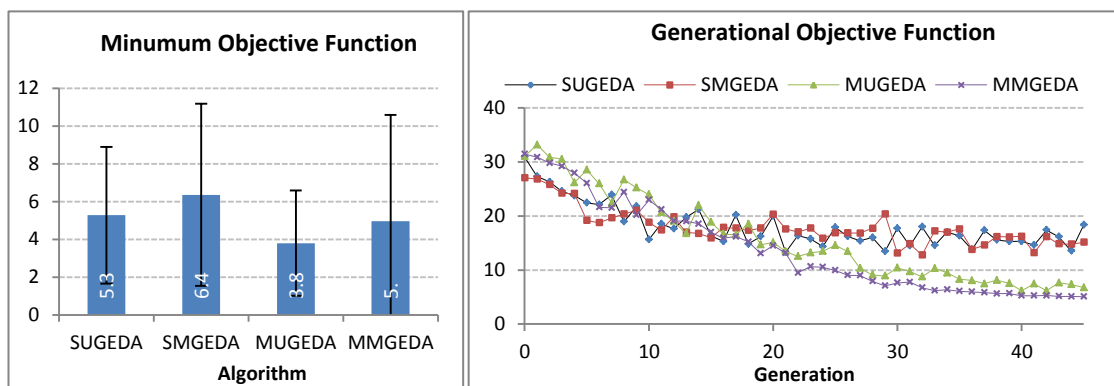 Minumum Objective Function
12
10
8
6
4
2
0
5.3
6.4
3.8
5.
SUGEDA SMGEDA MUGEDA MMGEDA
Algorithm
Generational Objective Function
SUGEDA SMGEDA MUGEDA MMGEDA
40
30
20
10
0
0 10 20 30 40
Generation